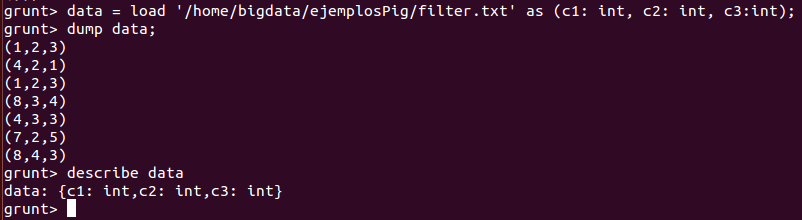 grunt> data = load '/home/bigdata/ejemplosPig/filter.txt' as (c1: int, c2: int, c3:int);
grunt> dump data;
(1,2,3)
(4,2,1)
(1,2,3)
(8,3,4)
(4,3,3)
(7,2,5)
(8,4,3)
grunt> describe data
data: {c1: int,c2: int,c3: int}
grunt>